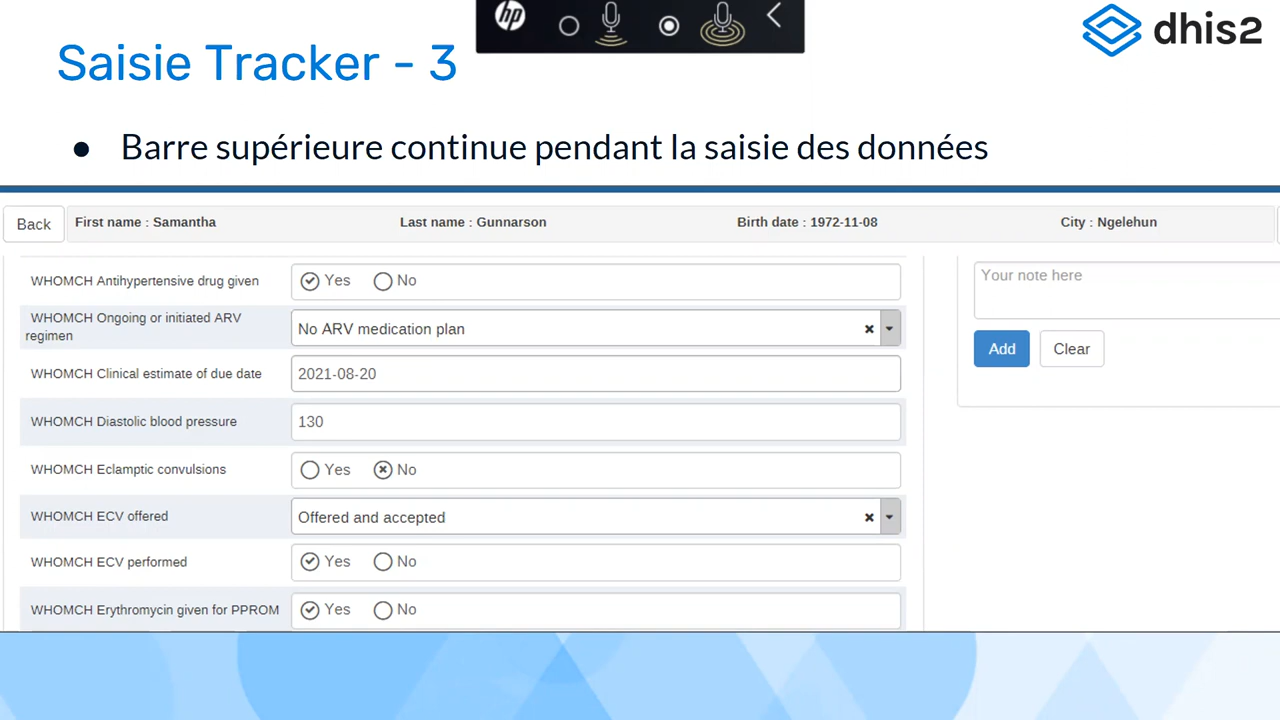 hp
dhis2
Saisie Tracker - 3
● Barre supérieure continue pendant la saisie des données
Back
First name : Samantha
Last name : Gunnarson
Birth date : 1972-11-08
City : Ngelehun
WHOMCH Antihypertensive drug given
Yes No
WHOMCH Ongoing or initiated ARV
regimen
No ARV medication plan
WHOMCH Clinical estimate of due date
2021-08-20
WHOMCH Diastolic blood pressure
130
WHOMCH Eclamptic convulsions
Yes No
WHOMCH ECV offered
Offered and accepted
WHOMCH ECV performed
Yes No
WHOMCH Erythromycin given for PPROM
Yes No
Your note here
Add
Clear